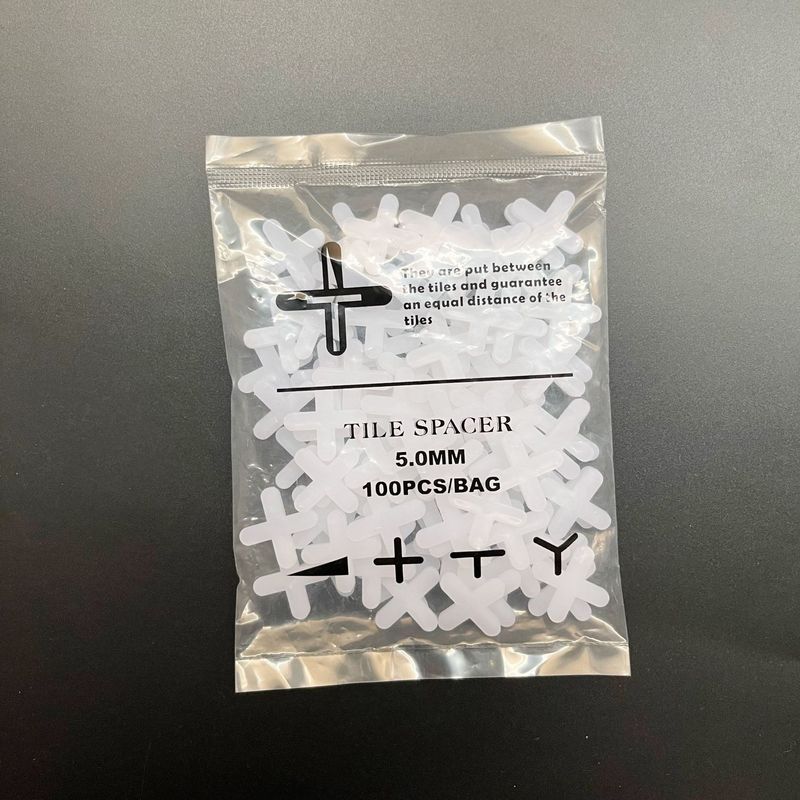 They are put between
the tiles and guarantee
an equal distance of the
tiles
TILE SPACER
5.0MM
100PCS/BAG